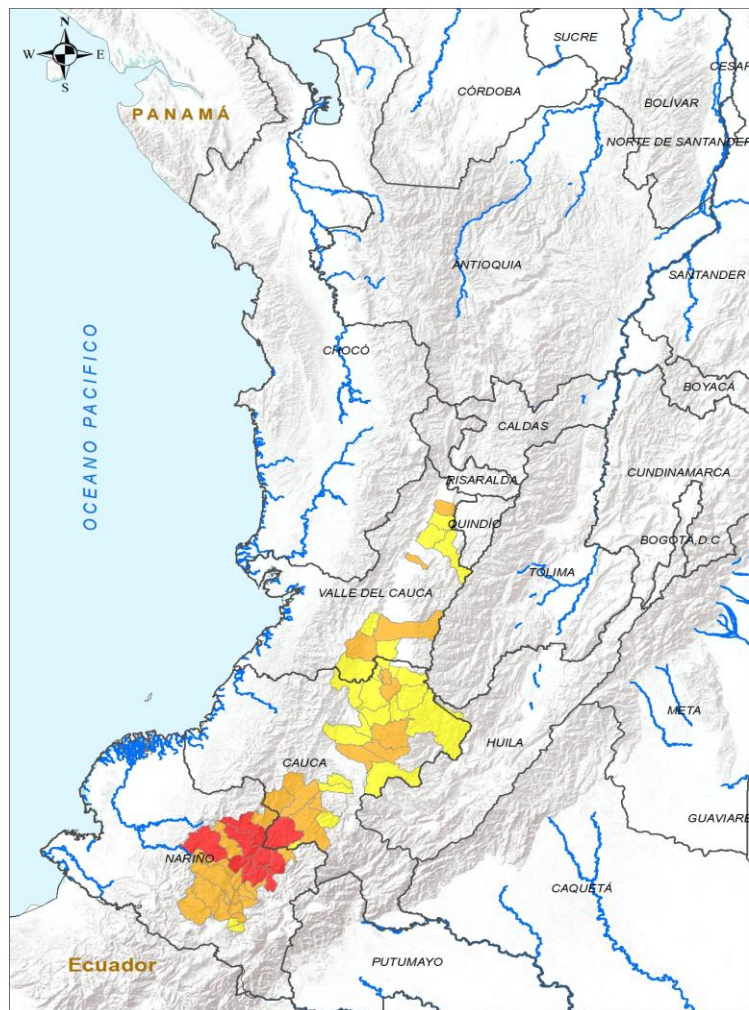 SUCRE
N
CESAR
W E
CÓRDOBA
S
BOLÍVAR
PANAMÁ
NORTE DE SANTANDER
ANTIOQUIA
SANTANDER
OCEANO PACIFICO
CHOCÓ
BOYACÁ
CALDAS
CUNDINAMARCA
RISARALDA
QUINDÍO
BOGOTÁ, D.C
TOLIMA
VALLE DEL CAUCA
META
HUILA
CAUCA
GUAVIARE
NARIÑO
CAQUETÁ
PUTUMAYO
Ecuador